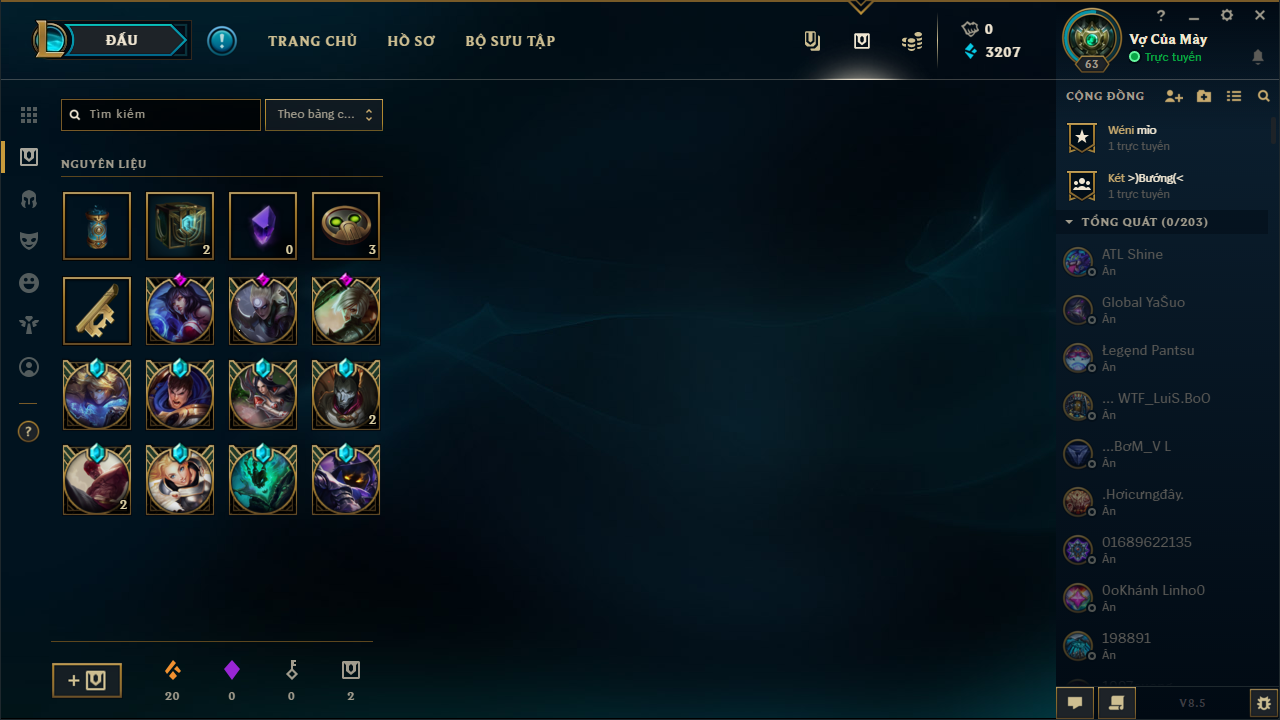 ĐẤU
!
TRANG CHỦ
HỒ SƠ
BỘ SƯU TẬP
0
3207
?
Vợ Của Mày
Trực tuyến
63
Tìm kiếm
Theo bảng c...
NGUYÊN LIỆU
2
0
3
2
2
?
20
0
0
2
CỘNG ĐỒNG
Wéni mỉo
1 trực tuyến
Két >)Bướng(<
1 trực tuyến
TỔNG QUÁT (0/203)
ATL Shine
Ẩn
Global YaŠuo
Ẩn
Łegęnd Pantsu
Ẩn
... WTF_LuiS.BoO
Ẩn
...BơM_V L
Ẩn
.Hơicưngđây.
Ẩn
01689622135
Ẩn
0oKhánh Linho0
Ẩn
198891
Ẩn
V8.5